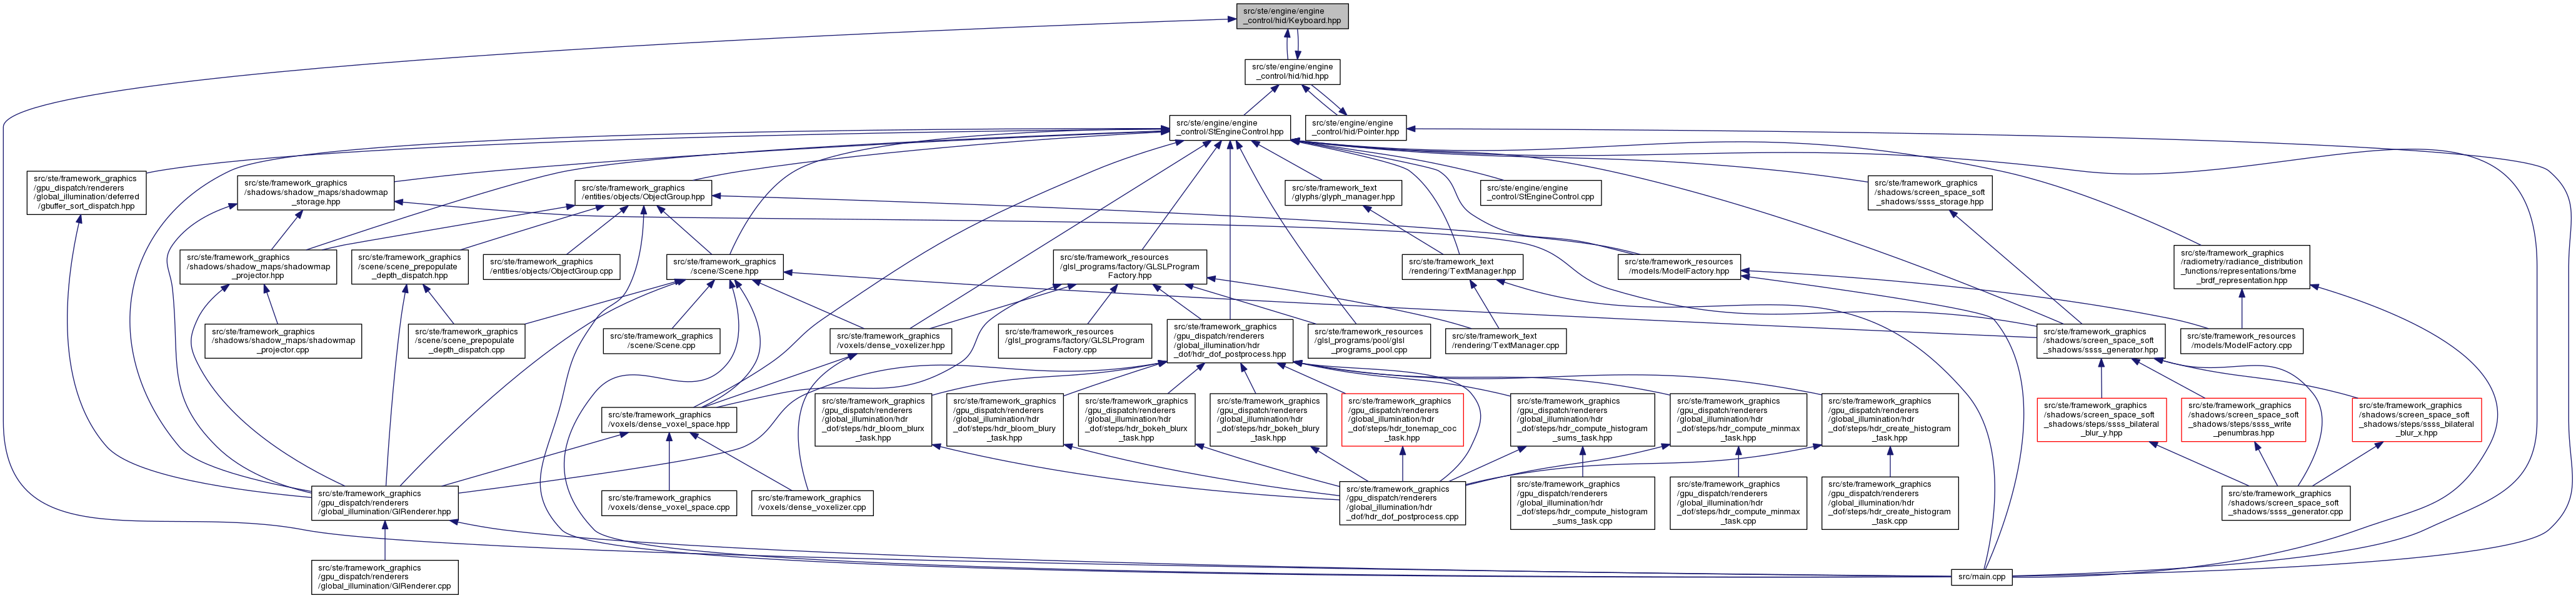 src/ste/engine/engine
_control/hid/Keyboard.hpp
src/ste/engine/engine
_control/hid/hid.hpp
src/ste/engine/engine
_control/StEngineControl.hpp
src/ste/engine/engine
_control/hid/Pointer.hpp
src/ste/framework_graphics
/gpu_dispatch/renderers
/global_illumination/deferred
/gbuffer_sort_dispatch.hpp
src/ste/framework_graphics
/shadows/shadow_maps/shadowmap
_storage.hpp
src/ste/framework_graphics
/entities/objects/ObjectGroup.hpp
src/ste/framework_text
/glyphs/glyph_manager.hpp
src/ste/engine/engine
_control/StEngineControl.cpp
src/ste/framework_graphics
/shadows/screen_space_soft
_shadows/ssss_storage.hpp
src/ste/framework_graphics
/shadows/shadow_maps/shadowmap
_projector.hpp
src/ste/framework_graphics
/scene/scene_prepopulate
_depth_dispatch.hpp
src/ste/framework_graphics
/entities/objects/ObjectGroup.cpp
src/ste/framework_graphics
/scene/Scene.hpp
src/ste/framework_resources
/glsl_programs/factory/GLSLProgram
Factory.hpp
src/ste/framework_text
/rendering/TextManager.hpp
src/ste/framework_resources
/models/ModelFactory.hpp
src/ste/framework_graphics
/radiometry/radiance_distribution
_functions/representations/bme
_brdf_representation.hpp
src/ste/framework_graphics
/shadows/shadow_maps/shadowmap
_projector.cpp
src/ste/framework_graphics
/scene/scene_prepopulate
_depth_dispatch.cpp
src/ste/framework_graphics
/scene/Scene.cpp
src/ste/framework_graphics
/voxels/dense_voxelizer.hpp
src/ste/framework_resources
/glsl_programs/factory/GLSLProgram
Factory.cpp
src/ste/framework_graphics
/gpu_dispatch/renderers
/global_illumination/hdr
_dof/hdr_dof_postprocess.hpp
src/ste/framework_resources
/glsl_programs/pool/glsl
_programs_pool.cpp
src/ste/framework_text
/rendering/TextManager.cpp
src/ste/framework_graphics
/shadows/screen_space_soft
_shadows/ssss_generator.hpp
src/ste/framework_resources
/models/ModelFactory.cpp
src/ste/framework_graphics
/voxels/dense_voxel_space.hpp
src/ste/framework_graphics
/gpu_dispatch/renderers
/global_illumination/hdr
_dof/steps/hdr_bloom_blurx
_task.hpp
src/ste/framework_graphics
/gpu_dispatch/renderers
/global_illumination/hdr
_dof/steps/hdr_bloom_blury
_task.hpp
src/ste/framework_graphics
/gpu_dispatch/renderers
/global_illumination/hdr
_dof/steps/hdr_bokeh_blurx
_task.hpp
src/ste/framework_graphics
/gpu_dispatch/renderers
/global_illumination/hdr
_dof/steps/hdr_bokeh_blury
_task.hpp
src/ste/framework_graphics
/gpu_dispatch/renderers
/global_illumination/hdr
_dof/steps/hdr_tonemap_coc
_task.hpp
src/ste/framework_graphics
/gpu_dispatch/renderers
/global_illumination/hdr
_dof/steps/hdr_compute_histogram
_sums_task.hpp
src/ste/framework_graphics
/gpu_dispatch/renderers
/global_illumination/hdr
_dof/steps/hdr_compute_minmax
_task.hpp
src/ste/framework_graphics
/gpu_dispatch/renderers
/global_illumination/hdr
_dof/steps/hdr_create_histogram
_task.hpp
src/ste/framework_graphics
/shadows/screen_space_soft
_shadows/steps/ssss_bilateral
_blur_y.hpp
src/ste/framework_graphics
/shadows/screen_space_soft
_shadows/steps/ssss_write
_penumbras.hpp
src/ste/framework_graphics
/shadows/screen_space_soft
_shadows/steps/ssss_bilateral
_blur_x.hpp
src/ste/framework_graphics
/gpu_dispatch/renderers
/global_illumination/GIRenderer.hpp
src/ste/framework_graphics
/voxels/dense_voxel_space.cpp
src/ste/framework_graphics
/voxels/dense_voxelizer.cpp
src/ste/framework_graphics
/gpu_dispatch/renderers
/global_illumination/hdr
_dof/hdr_dof_postprocess.cpp
src/ste/framework_graphics
/gpu_dispatch/renderers
/global_illumination/hdr
_dof/steps/hdr_compute_histogram
_sums_task.cpp
src/ste/framework_graphics
/gpu_dispatch/renderers
/global_illumination/hdr
_dof/steps/hdr_compute_minmax
_task.cpp
src/ste/framework_graphics
/gpu_dispatch/renderers
/global_illumination/hdr
_dof/steps/hdr_create_histogram
_task.cpp
src/ste/framework_graphics
/shadows/screen_space_soft
_shadows/ssss_generator.cpp
src/ste/framework_graphics
/gpu_dispatch/renderers
/global_illumination/GIRenderer.cpp
src/main.cpp